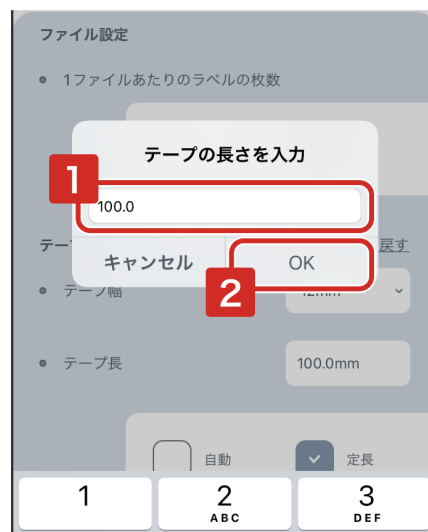 ファイル設定
1ファイルあたりのラベルの枚数
テープの長さを入力
1
100.0
戻す
キャンセル
OK
2
テープ幅
12mm
テープ長
100.0mm
自動
定長
1
2
ABC
3
DEF